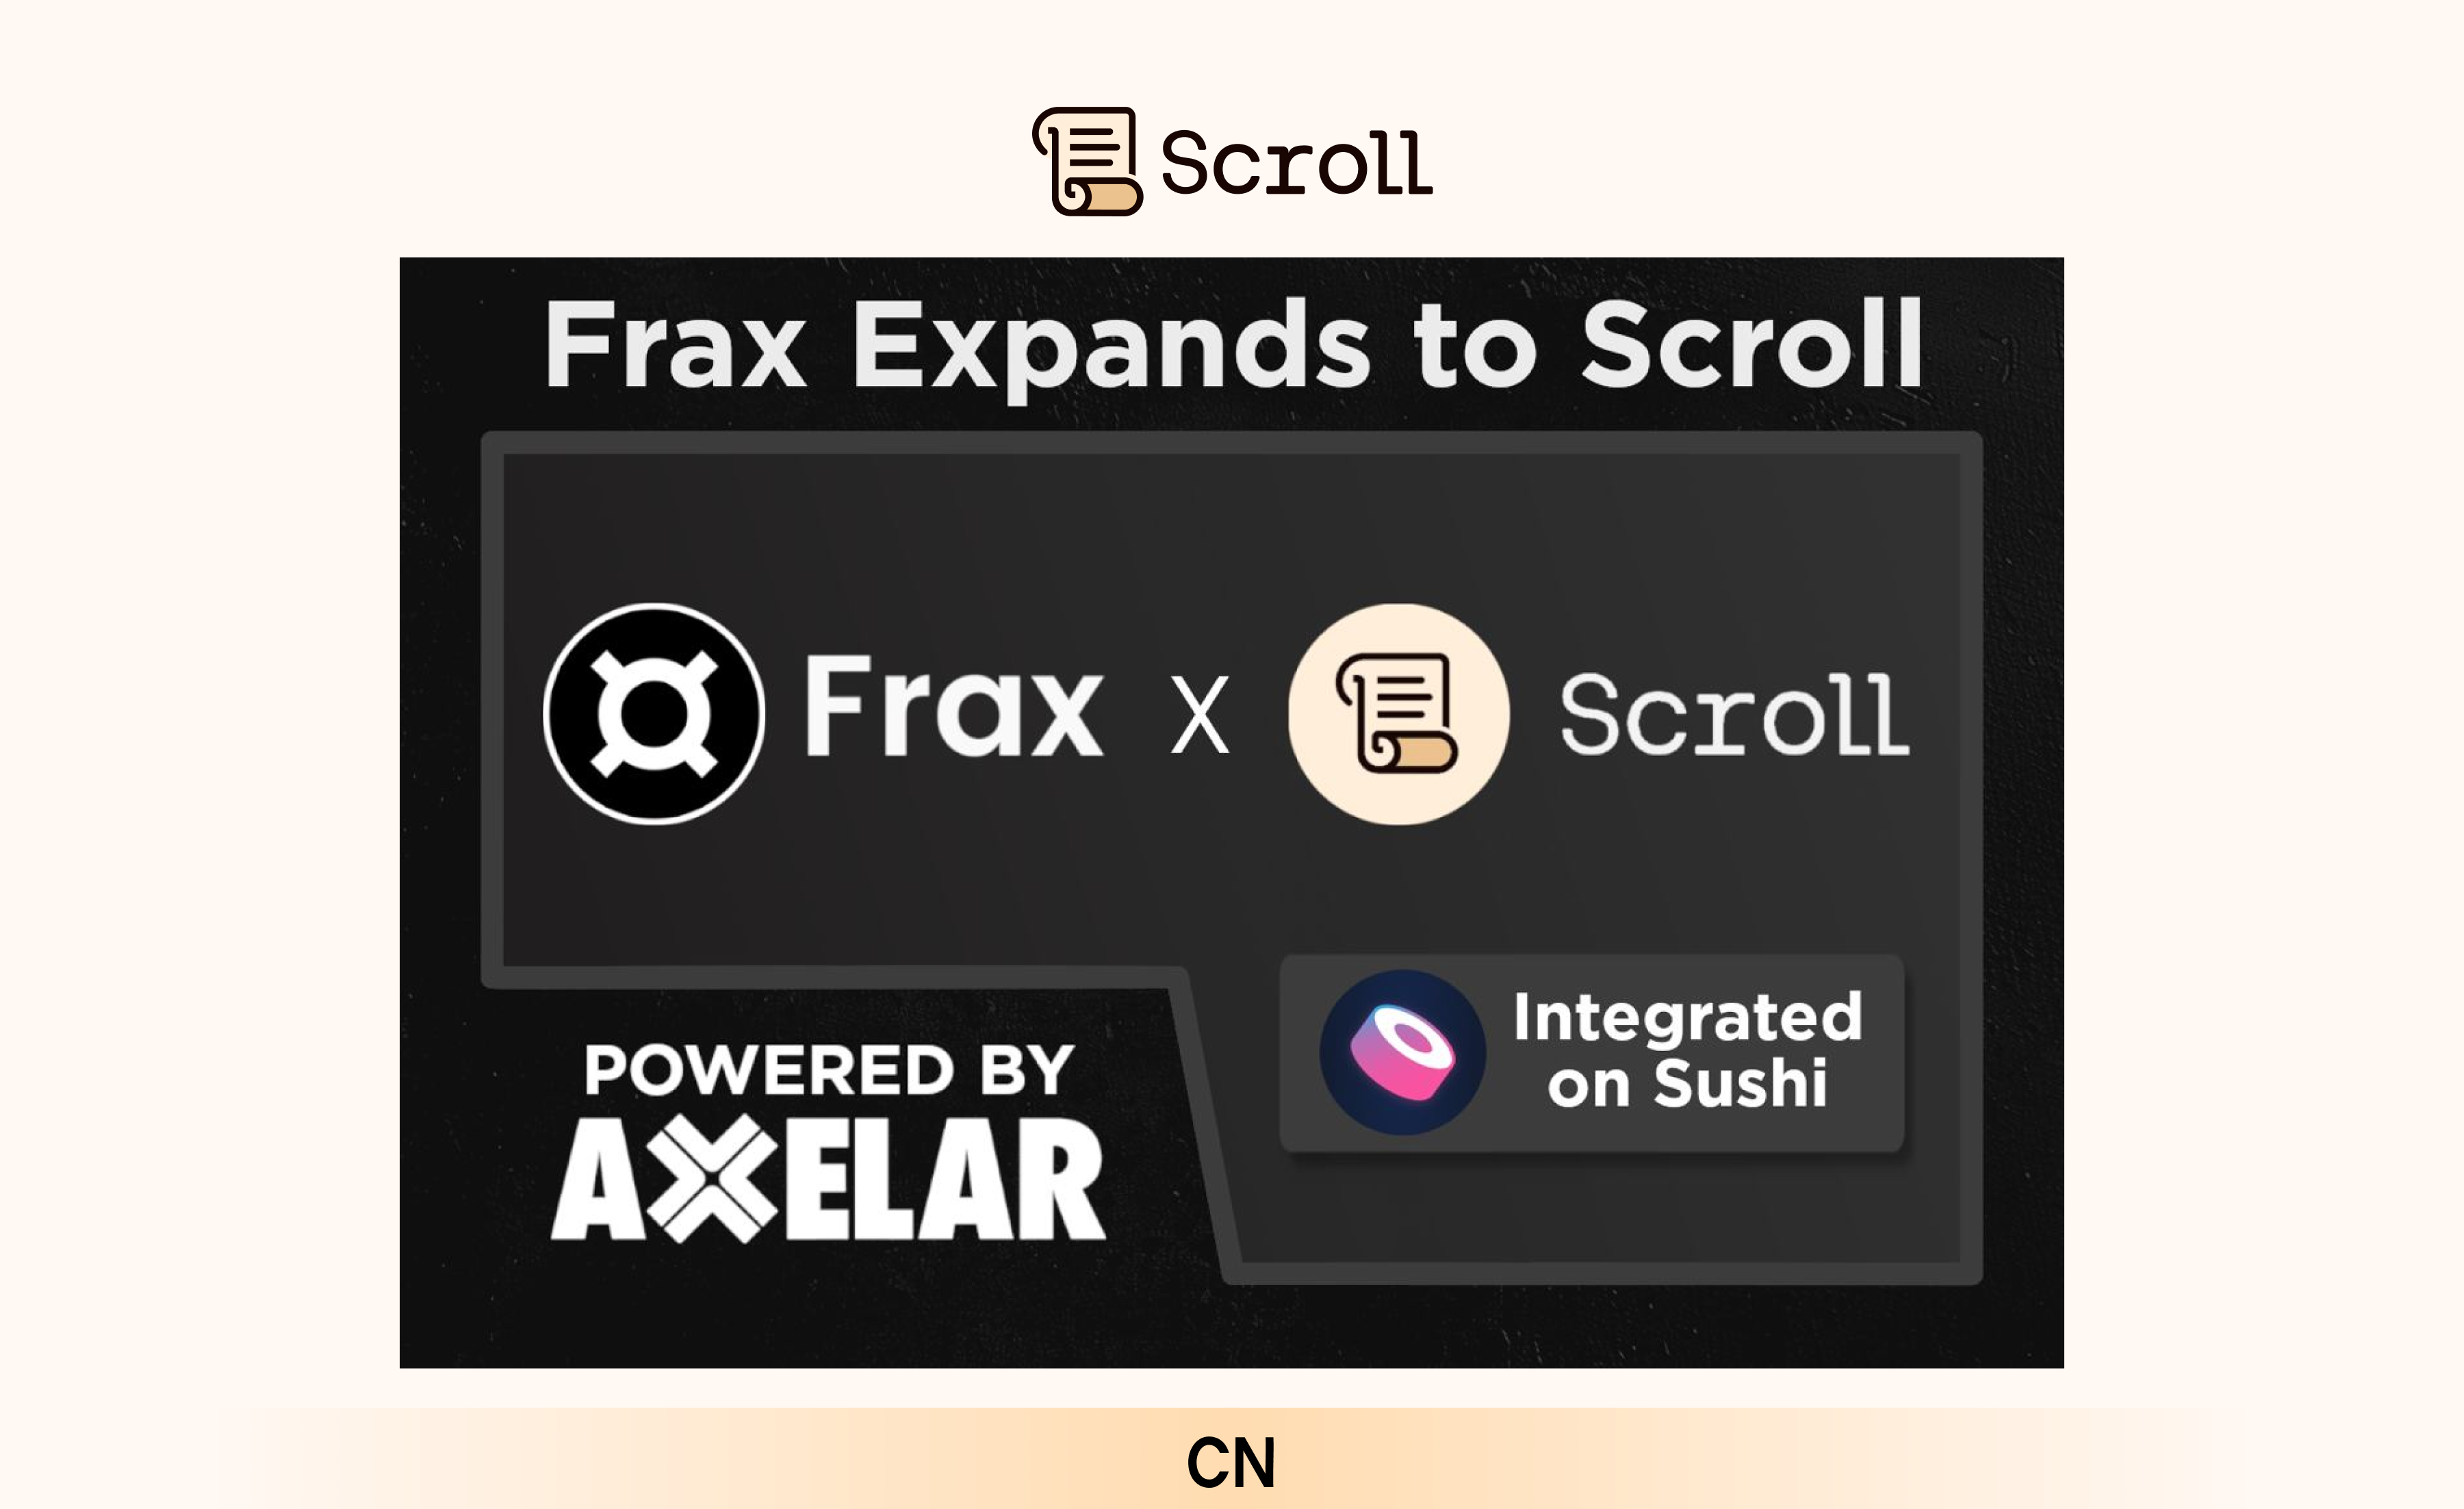 Scroll
Frax Expands to Scroll
Frax X Scroll
Integrated
on Sushi
POWERED BY
AXELAR
CN